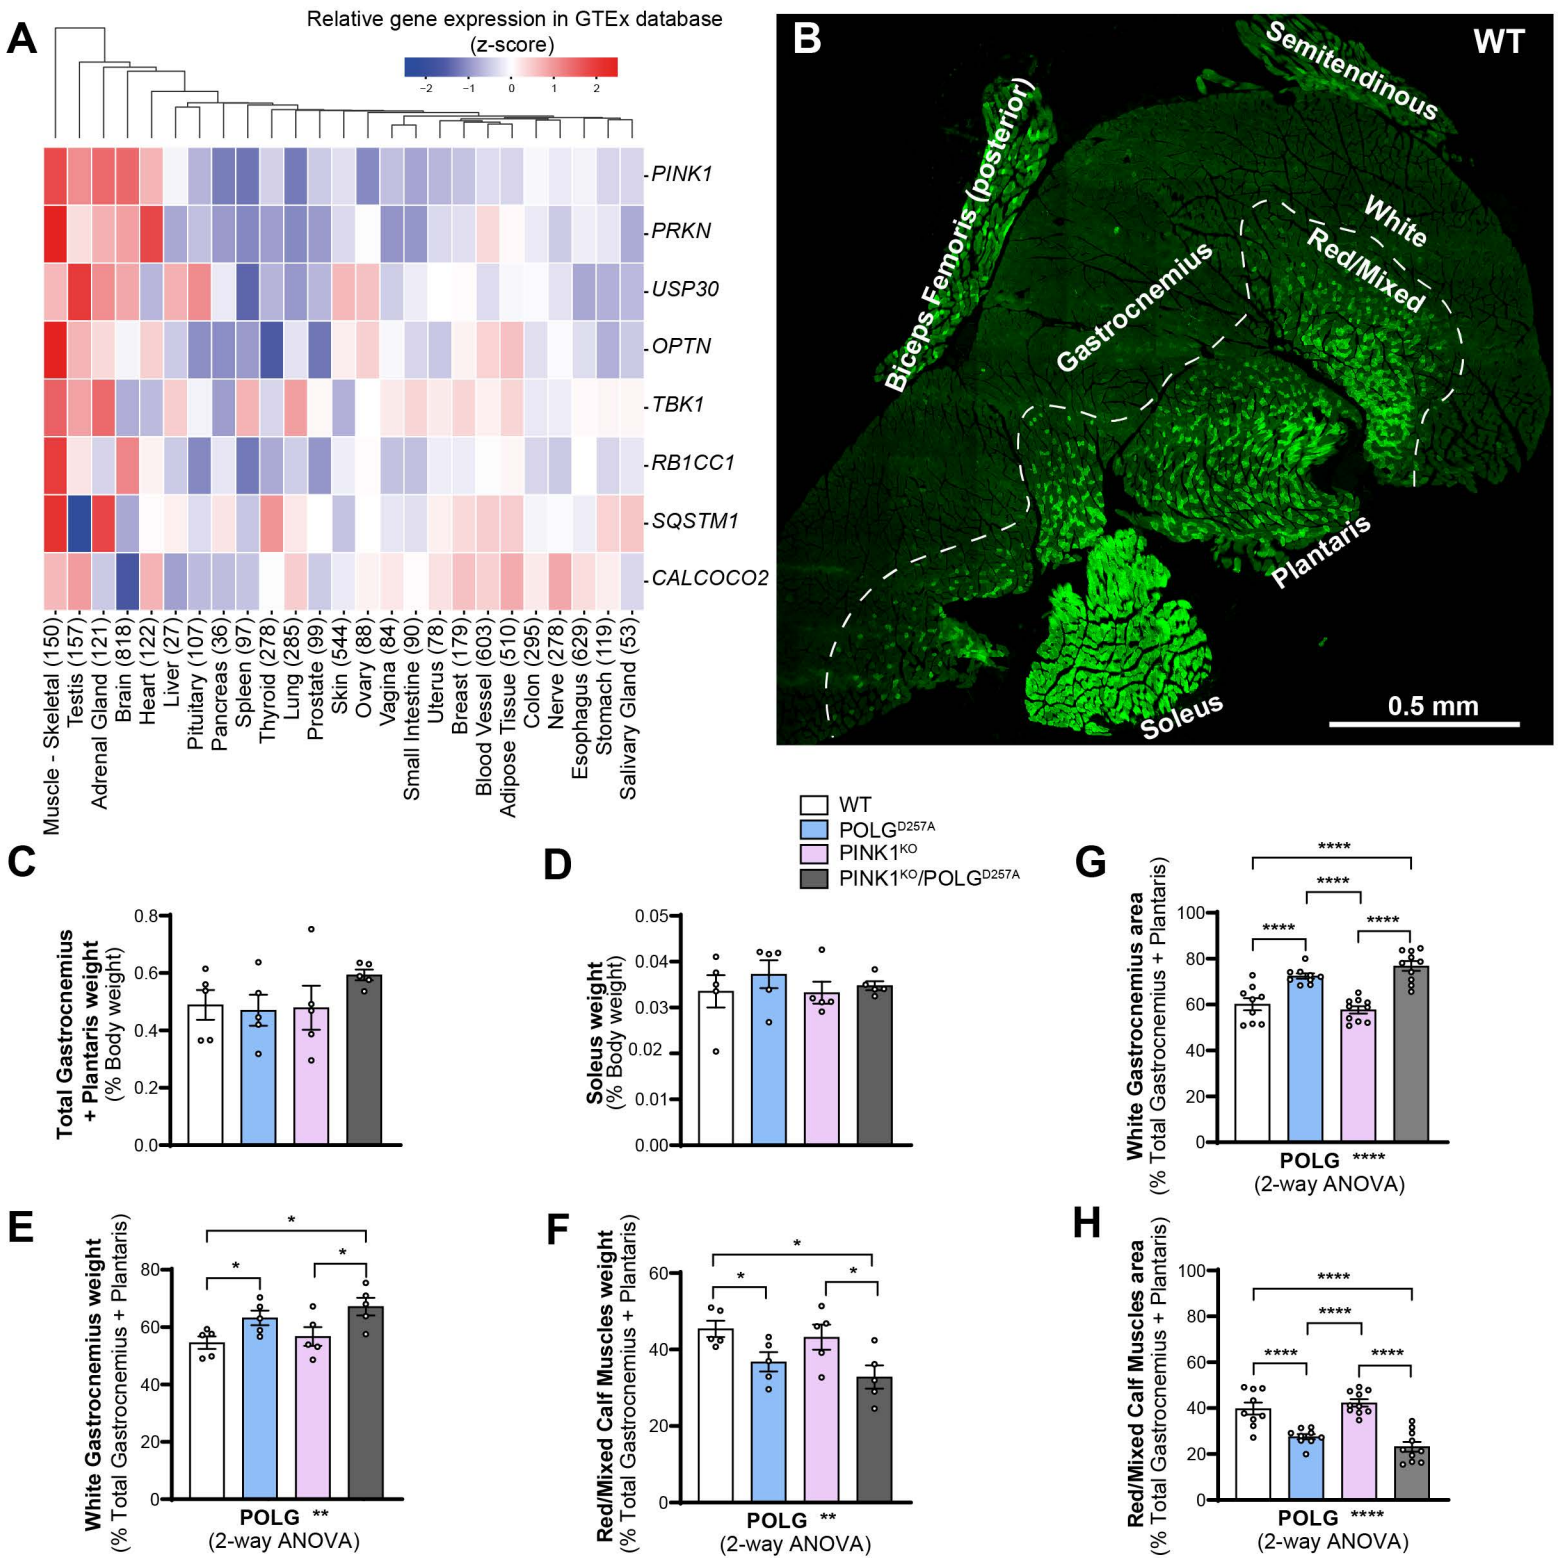 A
Relative gene expression in GTEx database
(z-score)
−2 −1 0 1 2
PINK1
PRKN
USP30
OPTN
TBK1
RB1CC1
SQSTM1
CALCOCO2
Muscle - Skeletal (150)
Testis (157)
Adrenal Gland (121)
Brain (818)
Heart (122)
Liver (27)
Pituitary (107)
Pancreas (36)
Spleen (97)
Thyroid (278)
Lung (285)
Prostate (99)
Skin (544)
Ovary (88)
Vagina (84)
Small Intestine (90)
Uterus (78)
Breast (179)
Blood Vessel (603)
Adipose Tissue (510)
Colon (295)
Nerve (278)
Esophagus (629)
Stomach (119)
Salivary Gland (53)
B
WT
Semitendinous
Biceps Femoris (posterior)
White
Red/Mixed
Gastrocnemius
Plantaris
Soleus
0.5 mm
WT
POLG^D257A
PINK1^KO
PINK1^KO/POLG^D257A
C
Total Gastrocnemius
+ Plantaris weight
(% Body weight)
0.8
0.6
0.4
0.2
0.0
D
Soleus weight
(% Body weight)
0.05
0.04
0.03
0.02
0.01
0.00
G
White Gastrocnemius area
(% Total Gastrocnemius + Plantaris)
100
80
60
40
20
0
****
****
**** ****
POLG ****
(2-way ANOVA)
E
White Gastrocnemius weight
(% Total Gastrocnemius + Plantaris)
80
60
40
20
0
*
* *
POLG **
(2-way ANOVA)
F
Red/Mixed Calf Muscles weight
(% Total Gastrocnemius + Plantaris)
60
40
20
0
*
* *
POLG **
(2-way ANOVA)
H
Red/Mixed Calf Muscles area
(% Total Gastrocnemius + Plantaris)
100
80
60
40
20
0
****
****
**** ****
POLG ****
(2-way ANOVA)